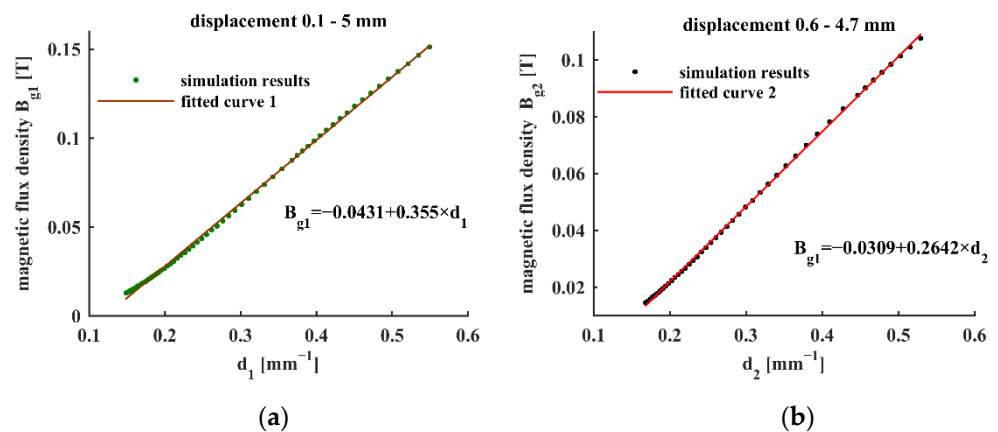 displacement 0.1 - 5 mm
magnetic flux density B_g1 [T]
0.15
0.1
0.05
0
simulation results
fitted curve 1
B_g1=−0.0431+0.355×d_1
0.1 0.2 0.3 0.4 0.5 0.6
d_1 [mm^−1]
(a)
displacement 0.6 - 4.7 mm
magnetic flux density B_g2 [T]
0.1
0.08
0.06
0.04
0.02
simulation results
fitted curve 2
B_g1=−0.0309+0.2642×d_2
0.1 0.2 0.3 0.4 0.5 0.6
d_2 [mm^−1]
(b)